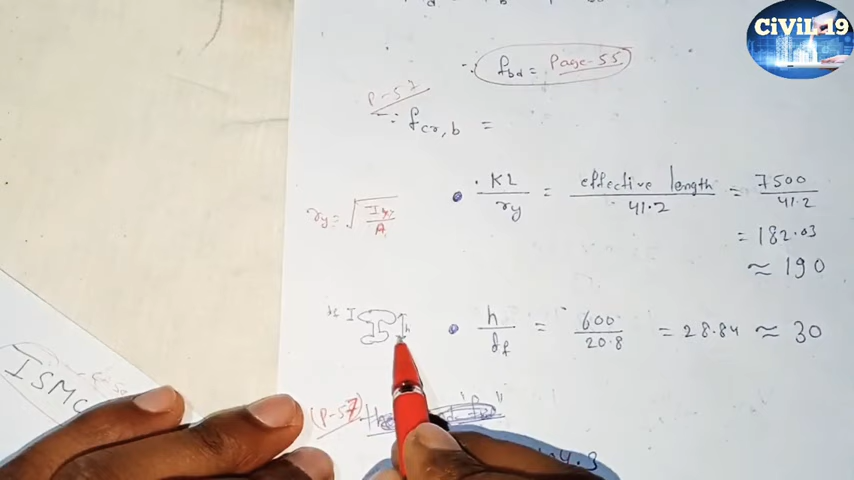 CiViL 19
∴ fbd = Page-55
P-57
∵ fcr,b =
ry = √(Iyy/A)
• KL/ry = effective length/41.2 = 7500/41.2
= 182.03
≈ 190
I h
• h/df = 600/20.8 = 28.84 ≈ 30
(P-57)
ISMC